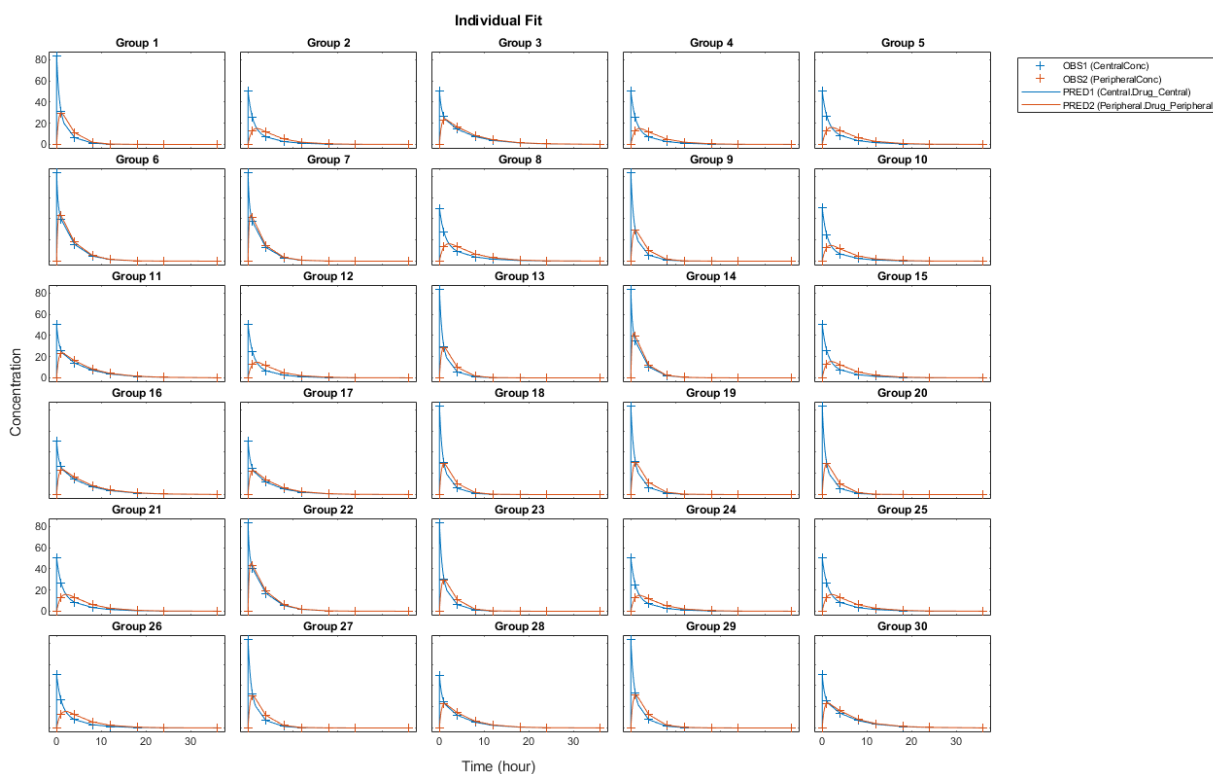 Individual Fit
Group 1 Group 2 Group 3 Group 4 Group 5
80
60
40
20
0
OBS1 (CentralConc)
OBS2 (PeripheralConc)
PRED1 (Central.Drug_Central)
PRED2 (Peripheral.Drug_Peripheral)
Group 6 Group 7 Group 8 Group 9 Group 10
Group 11 Group 12 Group 13 Group 14 Group 15
80
60
40
20
0
Concentration
Group 16 Group 17 Group 18 Group 19 Group 20
Group 21 Group 22 Group 23 Group 24 Group 25
80
60
40
20
0
Group 26 Group 27 Group 28 Group 29 Group 30
0 10 20 30 0 10 20 30 0 10 20 30
Time (hour)